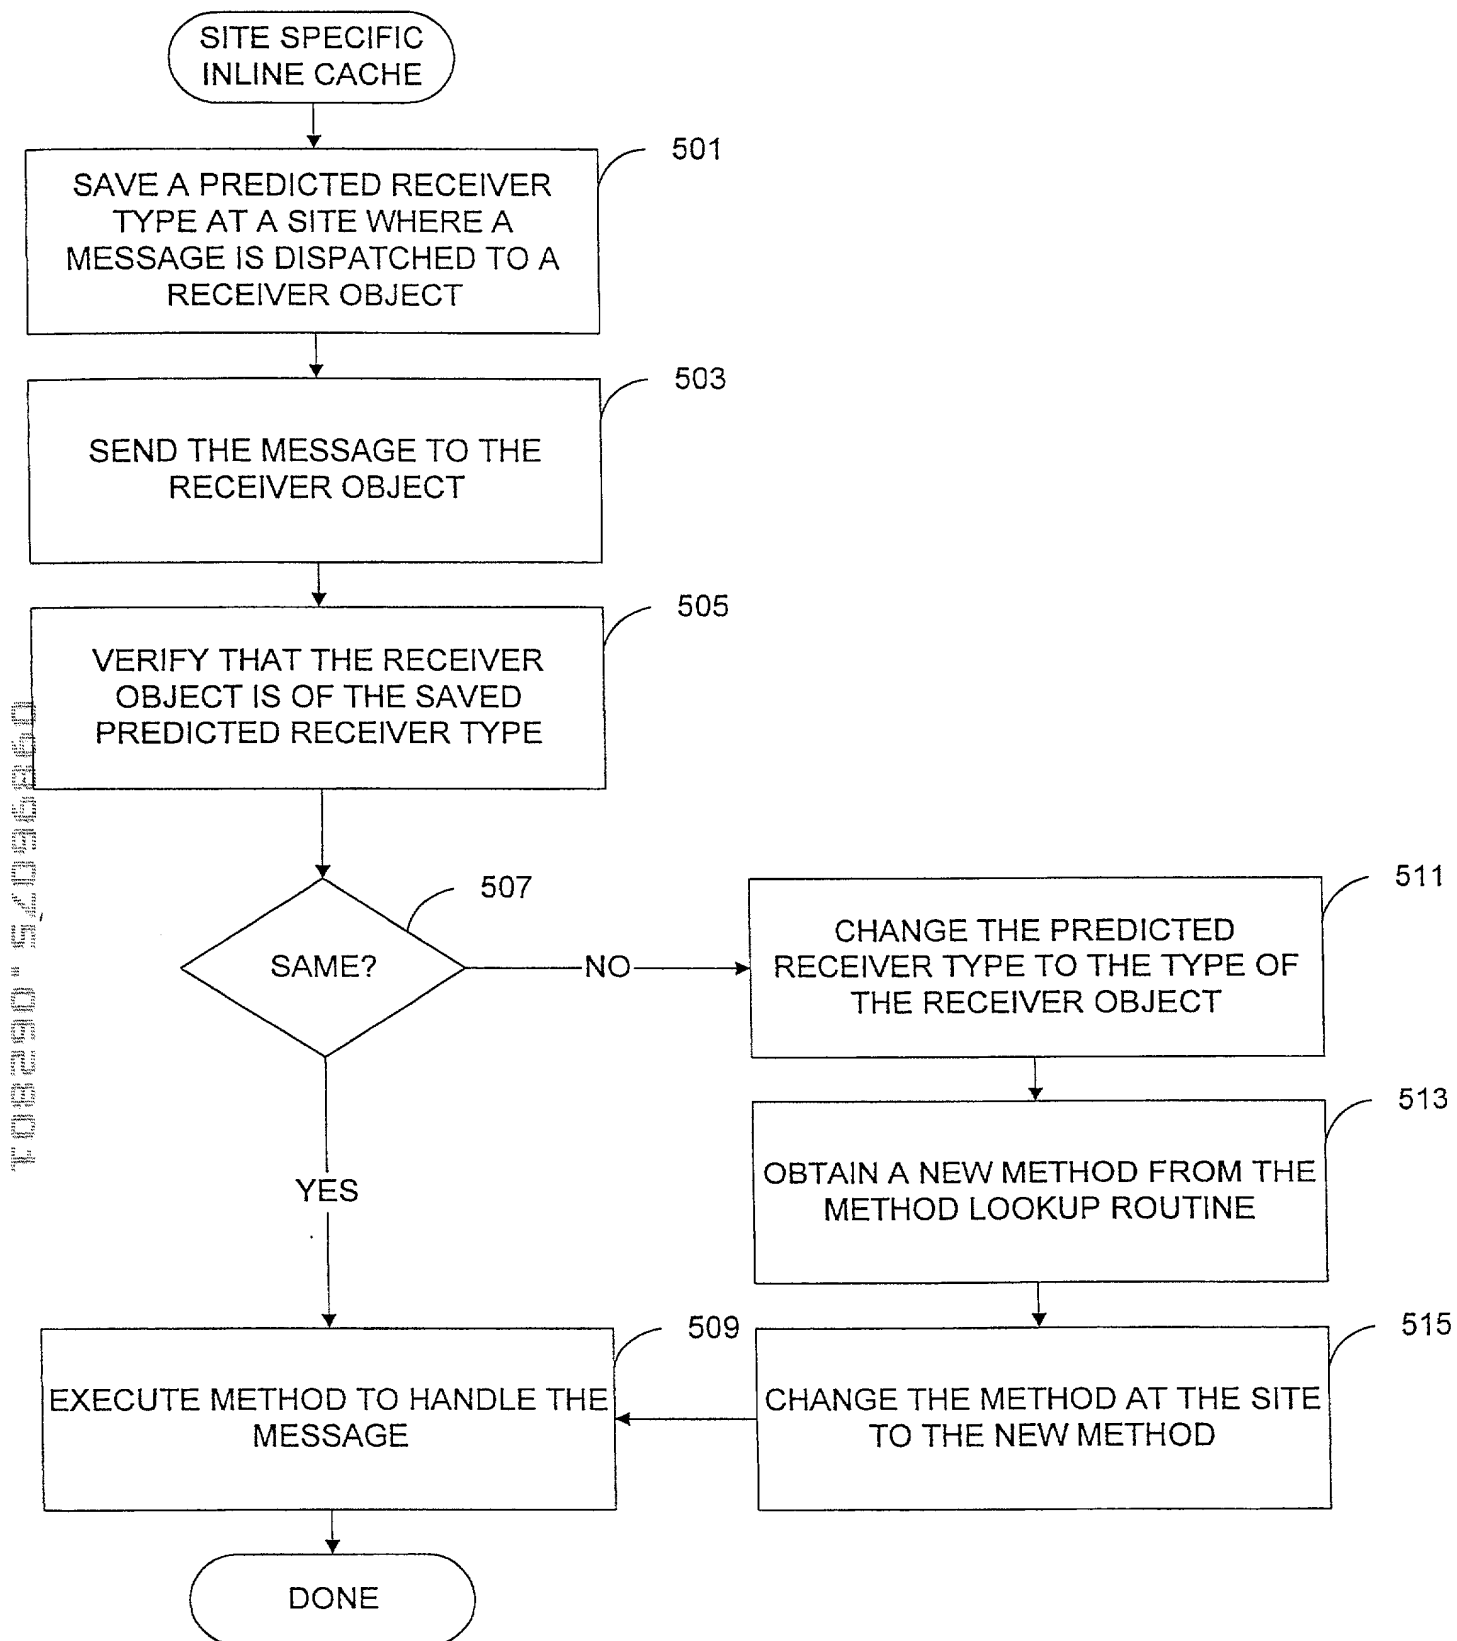 SITE SPECIFIC
INLINE CACHE
501
SAVE A PREDICTED RECEIVER
TYPE AT A SITE WHERE A
MESSAGE IS DISPATCHED TO A
RECEIVER OBJECT
503
SEND THE MESSAGE TO THE
RECEIVER OBJECT
505
VERIFY THAT THE RECEIVER
OBJECT IS OF THE SAVED
PREDICTED RECEIVER TYPE
507
SAME?
NO
511
CHANGE THE PREDICTED
RECEIVER TYPE TO THE TYPE OF
THE RECEIVER OBJECT
513
OBTAIN A NEW METHOD FROM THE
METHOD LOOKUP ROUTINE
YES
509
EXECUTE METHOD TO HANDLE THE
MESSAGE
515
CHANGE THE METHOD AT THE SITE
TO THE NEW METHOD
DONE